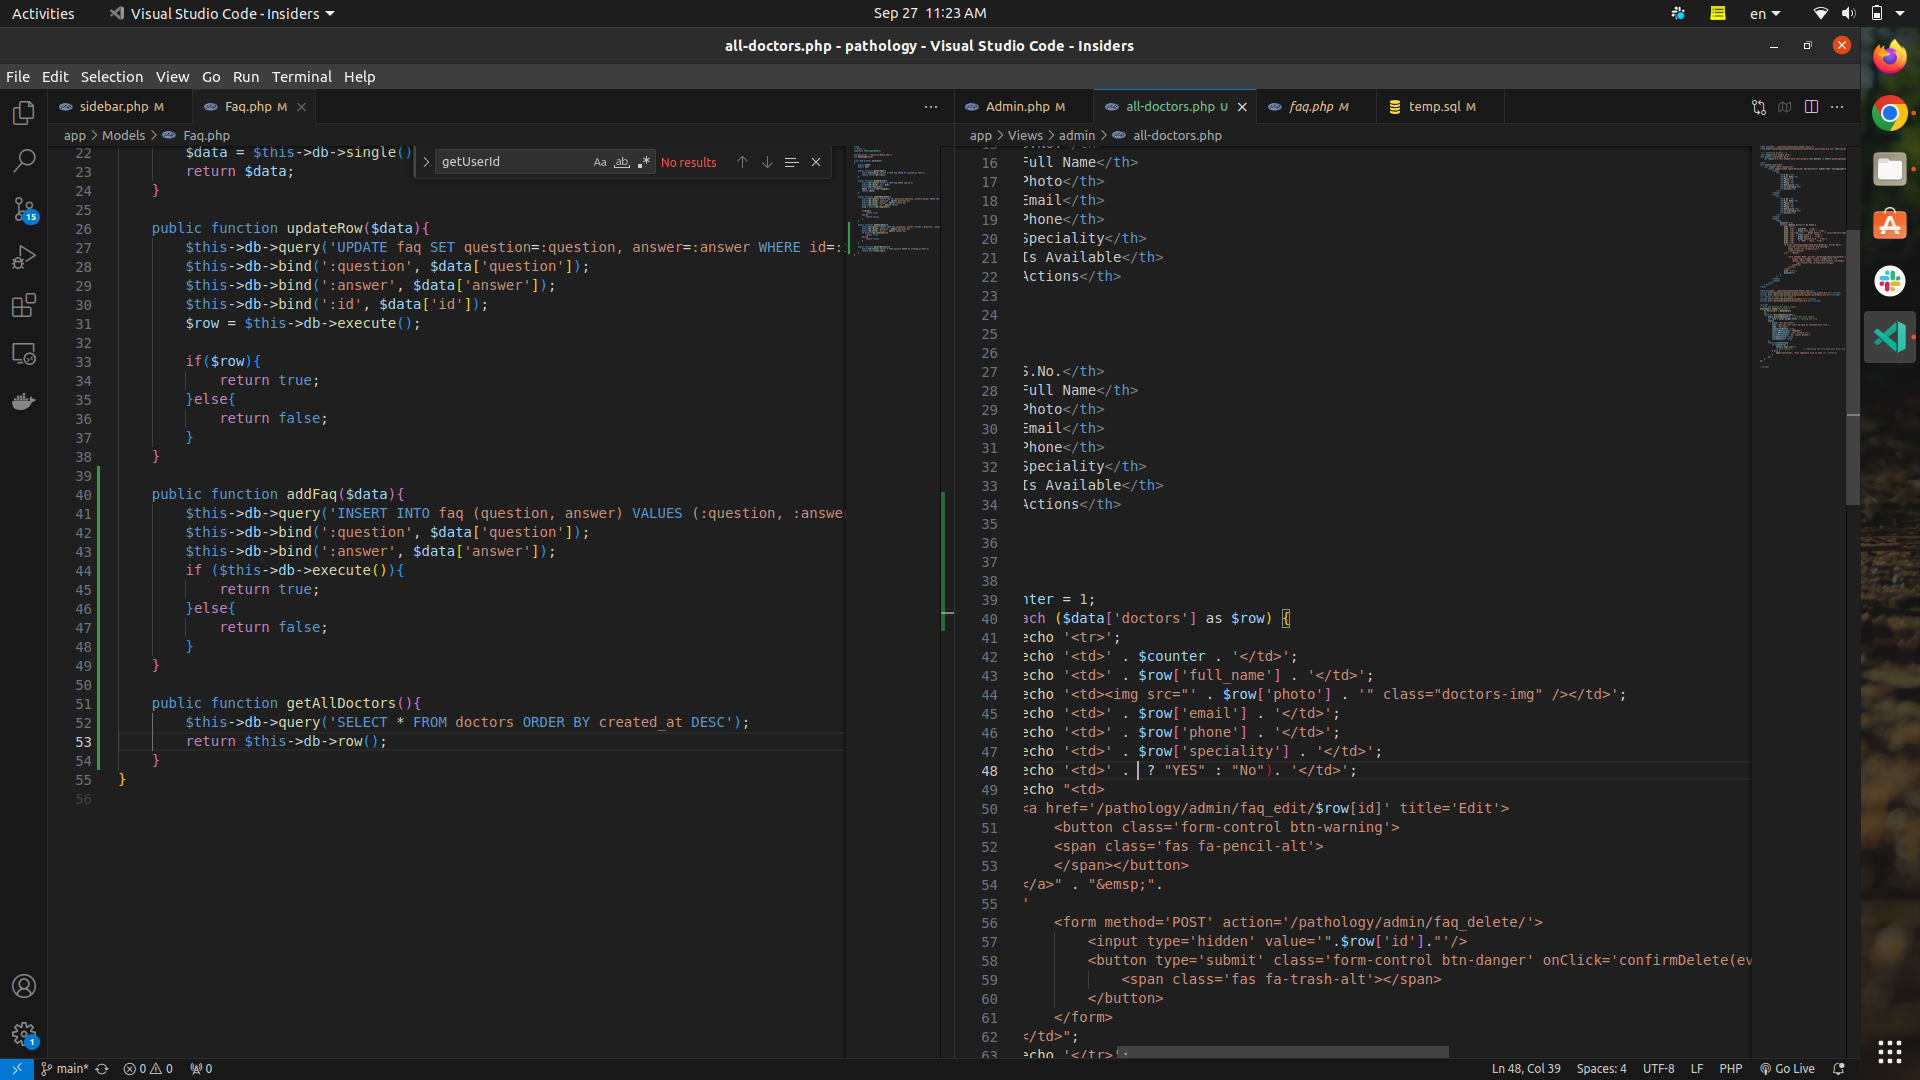 Activities
Visual Studio Code - Insiders
Sep 27 11:23 AM
en
all-doctors.php - pathology - Visual Studio Code - Insiders
File Edit Selection View Go Run Terminal Help
sidebar.php M
Faq.php M
Admin.php M
all-doctors.php U
faq.php M
temp.sql M
app > Models > Faq.php
app > Views > admin > all-doctors.php
getUserId
Aa
ab
No results
22 $data = $this->db->single()
23 return $data;
24 }
25
26 public function updateRow($data){
27 $this->db->query('UPDATE faq SET question=:question, answer=:answer WHERE id=:
28 $this->db->bind(':question', $data['question']);
29 $this->db->bind(':answer', $data['answer']);
30 $this->db->bind(':id', $data['id']);
31 $row = $this->db->execute();
32
33 if($row){
34 return true;
35 }else{
36 return false;
37 }
38 }
39
40 public function addFaq($data){
41 $this->db->query('INSERT INTO faq (question, answer) VALUES (:question, :answe
42 $this->db->bind(':question', $data['question']);
43 $this->db->bind(':answer', $data['answer']);
44 if ($this->db->execute()){
45 return true;
46 }else{
47 return false;
48 }
49 }
50
51 public function getAllDoctors(){
52 $this->db->query('SELECT * FROM doctors ORDER BY created_at DESC');
53 return $this->db->row();
54 }
55 }
56
16 Full Name</th>
17 Photo</th>
18 Email</th>
19 Phone</th>
20 Speciality</th>
21 Is Available</th>
22 Actions</th>
23
24
25
26
27 S.No.</th>
28 Full Name</th>
29 Photo</th>
30 Email</th>
31 Phone</th>
32 Speciality</th>
33 Is Available</th>
34 Actions</th>
35
36
37
38
39 nter = 1;
40 ach ($data['doctors'] as $row) {
41 echo '<tr>';
42 echo '<td>' . $counter . '</td>';
43 echo '<td>' . $row['full_name'] . '</td>';
44 echo '<td><img src="' . $row['photo'] . '" class="doctors-img" /></td>';
45 echo '<td>' . $row['email'] . '</td>';
46 echo '<td>' . $row['phone'] . '</td>';
47 echo '<td>' . $row['speciality'] . '</td>';
48 echo '<td>' . ? "YES" : "No"). '</td>';
49 echo "<td>
50 <a href='/pathology/admin/faq_edit/$row[id]' title='Edit'>
51 <button class='form-control btn-warning'>
52 <span class='fas fa-pencil-alt'>
53 </span></button>
54 </a>" . "&emsp;".
55 '
56 <form method='POST' action='/pathology/admin/faq_delete/'>
57 <input type='hidden' value='".$row['id']."'/>
58 <button type='submit' class='form-control btn-danger' onClick='confirmDelete(ev
59 <span class='fas fa-trash-alt'></span>
60 </button>
61 </form>
62 </td>";
63 echo '</tr>';
15
1
main* 0 0 0
Ln 48, Col 39 Spaces: 4 UTF-8 LF PHP Go Live